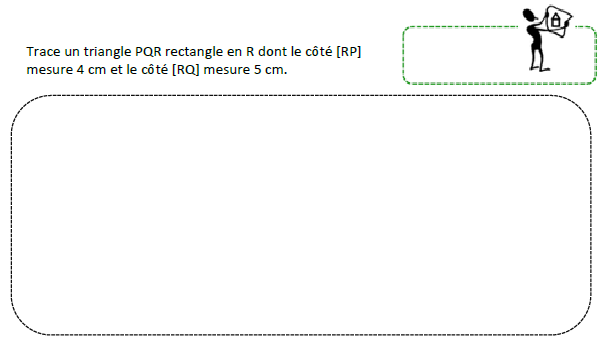 Trace un triangle PQR rectangle en R dont le côté [RP]
mesure 4 cm et le côté [RQ] mesure 5 cm.